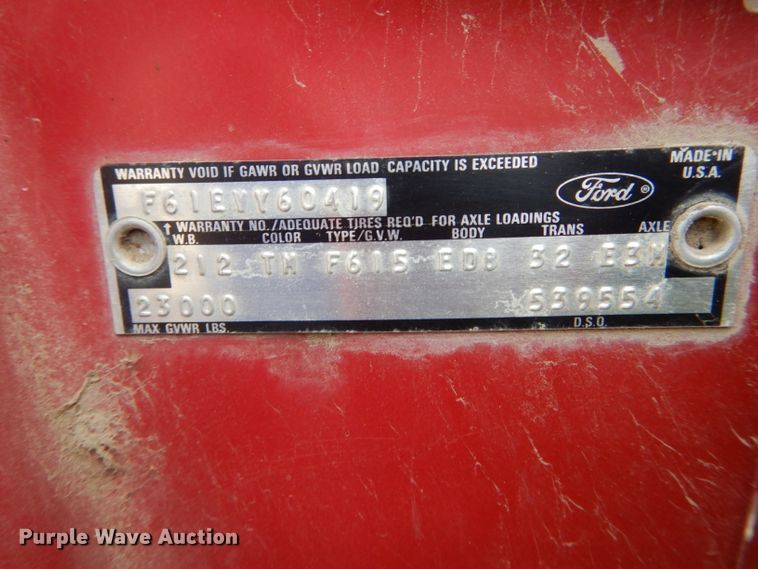 WARRANTY VOID IF GAWR OR GVWR LOAD CAPACITY IS EXCEEDED
MADE IN U.S.A.
F61EVY60419
Ford ®
↑ WARRANTY NO./ADEQUATE TIRES REQ'D FOR AXLE LOADINGS
W.B. COLOR TYPE/G.V.W. BODY TRANS AXLE
212 TM F615 ED8 32 E3M
23000 539554
MAX GVWR LBS. D.S.O.
Purple Wave Auction